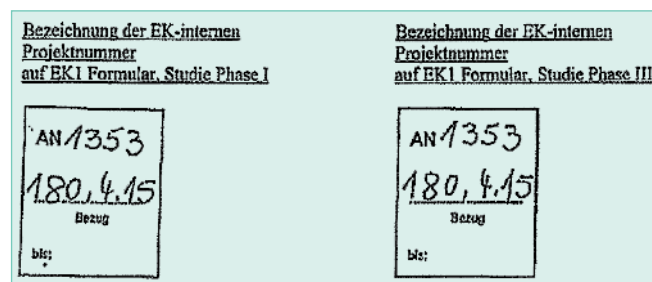 Bezeichnung der EK-internen
Projektnummer
auf EK1 Formular, Studie Phase I
AN 1353
180, 4.15
Bezug
bis:
Bezeichnung der EK-internen
Projektnummer
auf EK1 Formular, Studie Phase III
AN 1353
180, 4.15
Bezug
bis: